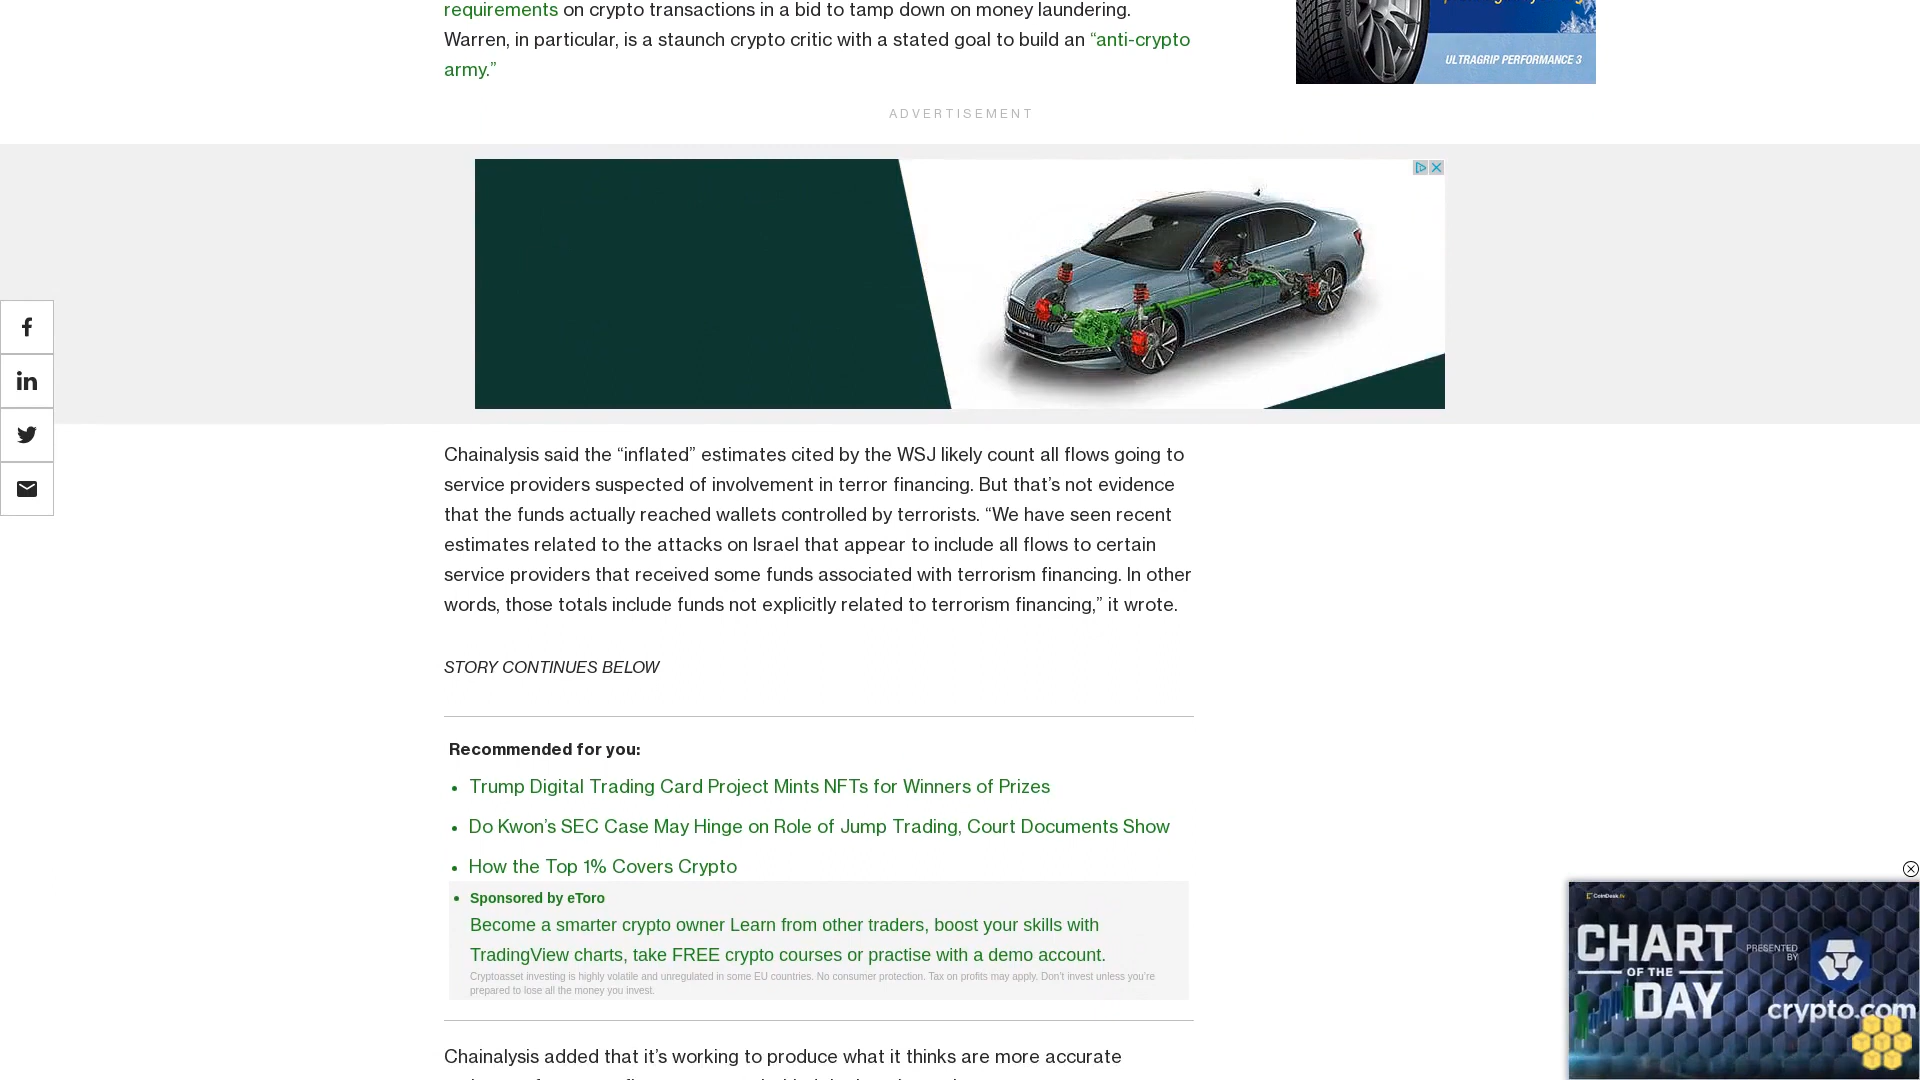 requirements on crypto transactions in a bid to tamp down on money laundering.
Warren, in particular, is a staunch crypto critic with a stated goal to build an “anti-crypto
army.”
ULTRAGRIP PERFORMANCE 3
ADVERTISEMENT
Chainalysis said the “inflated” estimates cited by the WSJ likely count all flows going to
service providers suspected of involvement in terror financing. But that’s not evidence
that the funds actually reached wallets controlled by terrorists. “We have seen recent
estimates related to the attacks on Israel that appear to include all flows to certain
service providers that received some funds associated with terrorism financing. In other
words, those totals include funds not explicitly related to terrorism financing,” it wrote.
STORY CONTINUES BELOW
Recommended for you:
Trump Digital Trading Card Project Mints NFTs for Winners of Prizes
Do Kwon’s SEC Case May Hinge on Role of Jump Trading, Court Documents Show
How the Top 1% Covers Crypto
Sponsored by eToro
Become a smarter crypto owner Learn from other traders, boost your skills with
TradingView charts, take FREE crypto courses or practise with a demo account.
Cryptoasset investing is highly volatile and unregulated in some EU countries. No consumer protection. Tax on profits may apply. Don’t invest unless you’re
prepared to lose all the money you invest.
Chainalysis added that it’s working to produce what it thinks are more accurate
CoinDesk.tv
CHART
OF THE
DAY
PRESENTED
BY
crypto.com